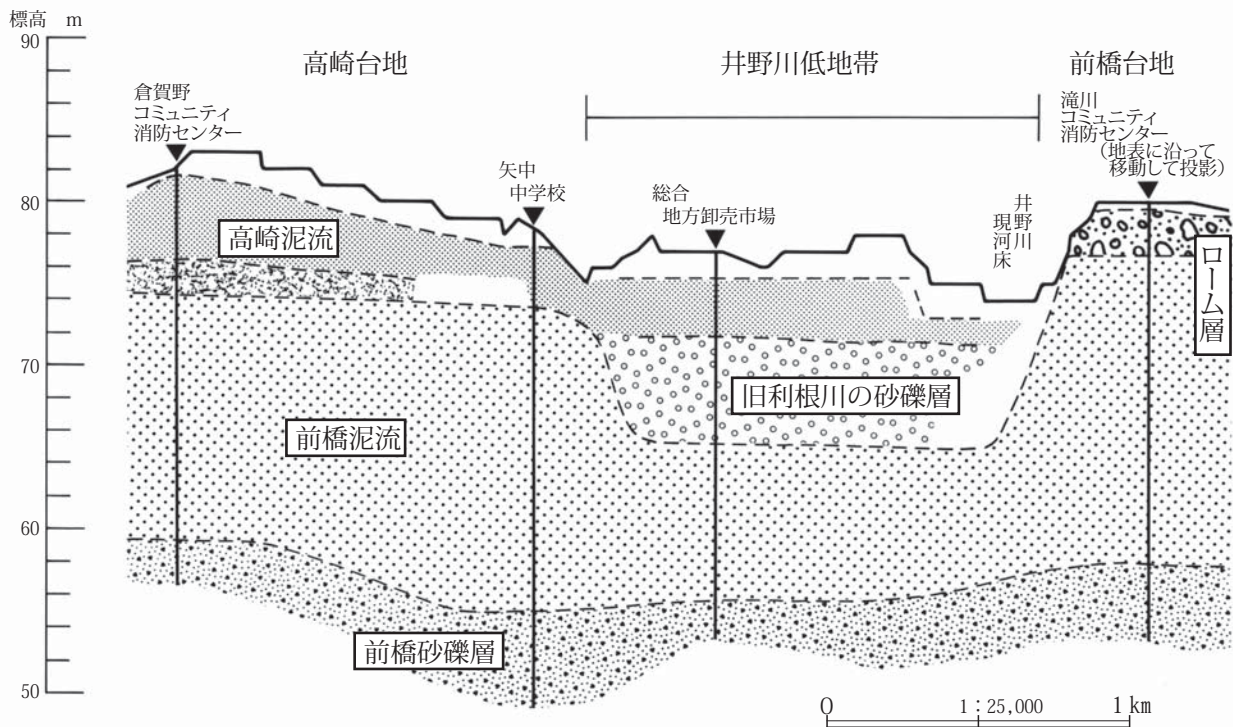 標高 m
90
80
70
60
50
高崎台地
井野川低地帯
前橋台地
倉賀野
コミュニティ
消防センター
矢中
中学校
総合
地方卸売市場
井野川
現河床
滝川
コミュニティ
消防センター
(地表に沿って
移動して投影)
高崎泥流
ローム層
旧利根川の砂礫層
前橋泥流
前橋砂礫層
0 1:25,000 1 km